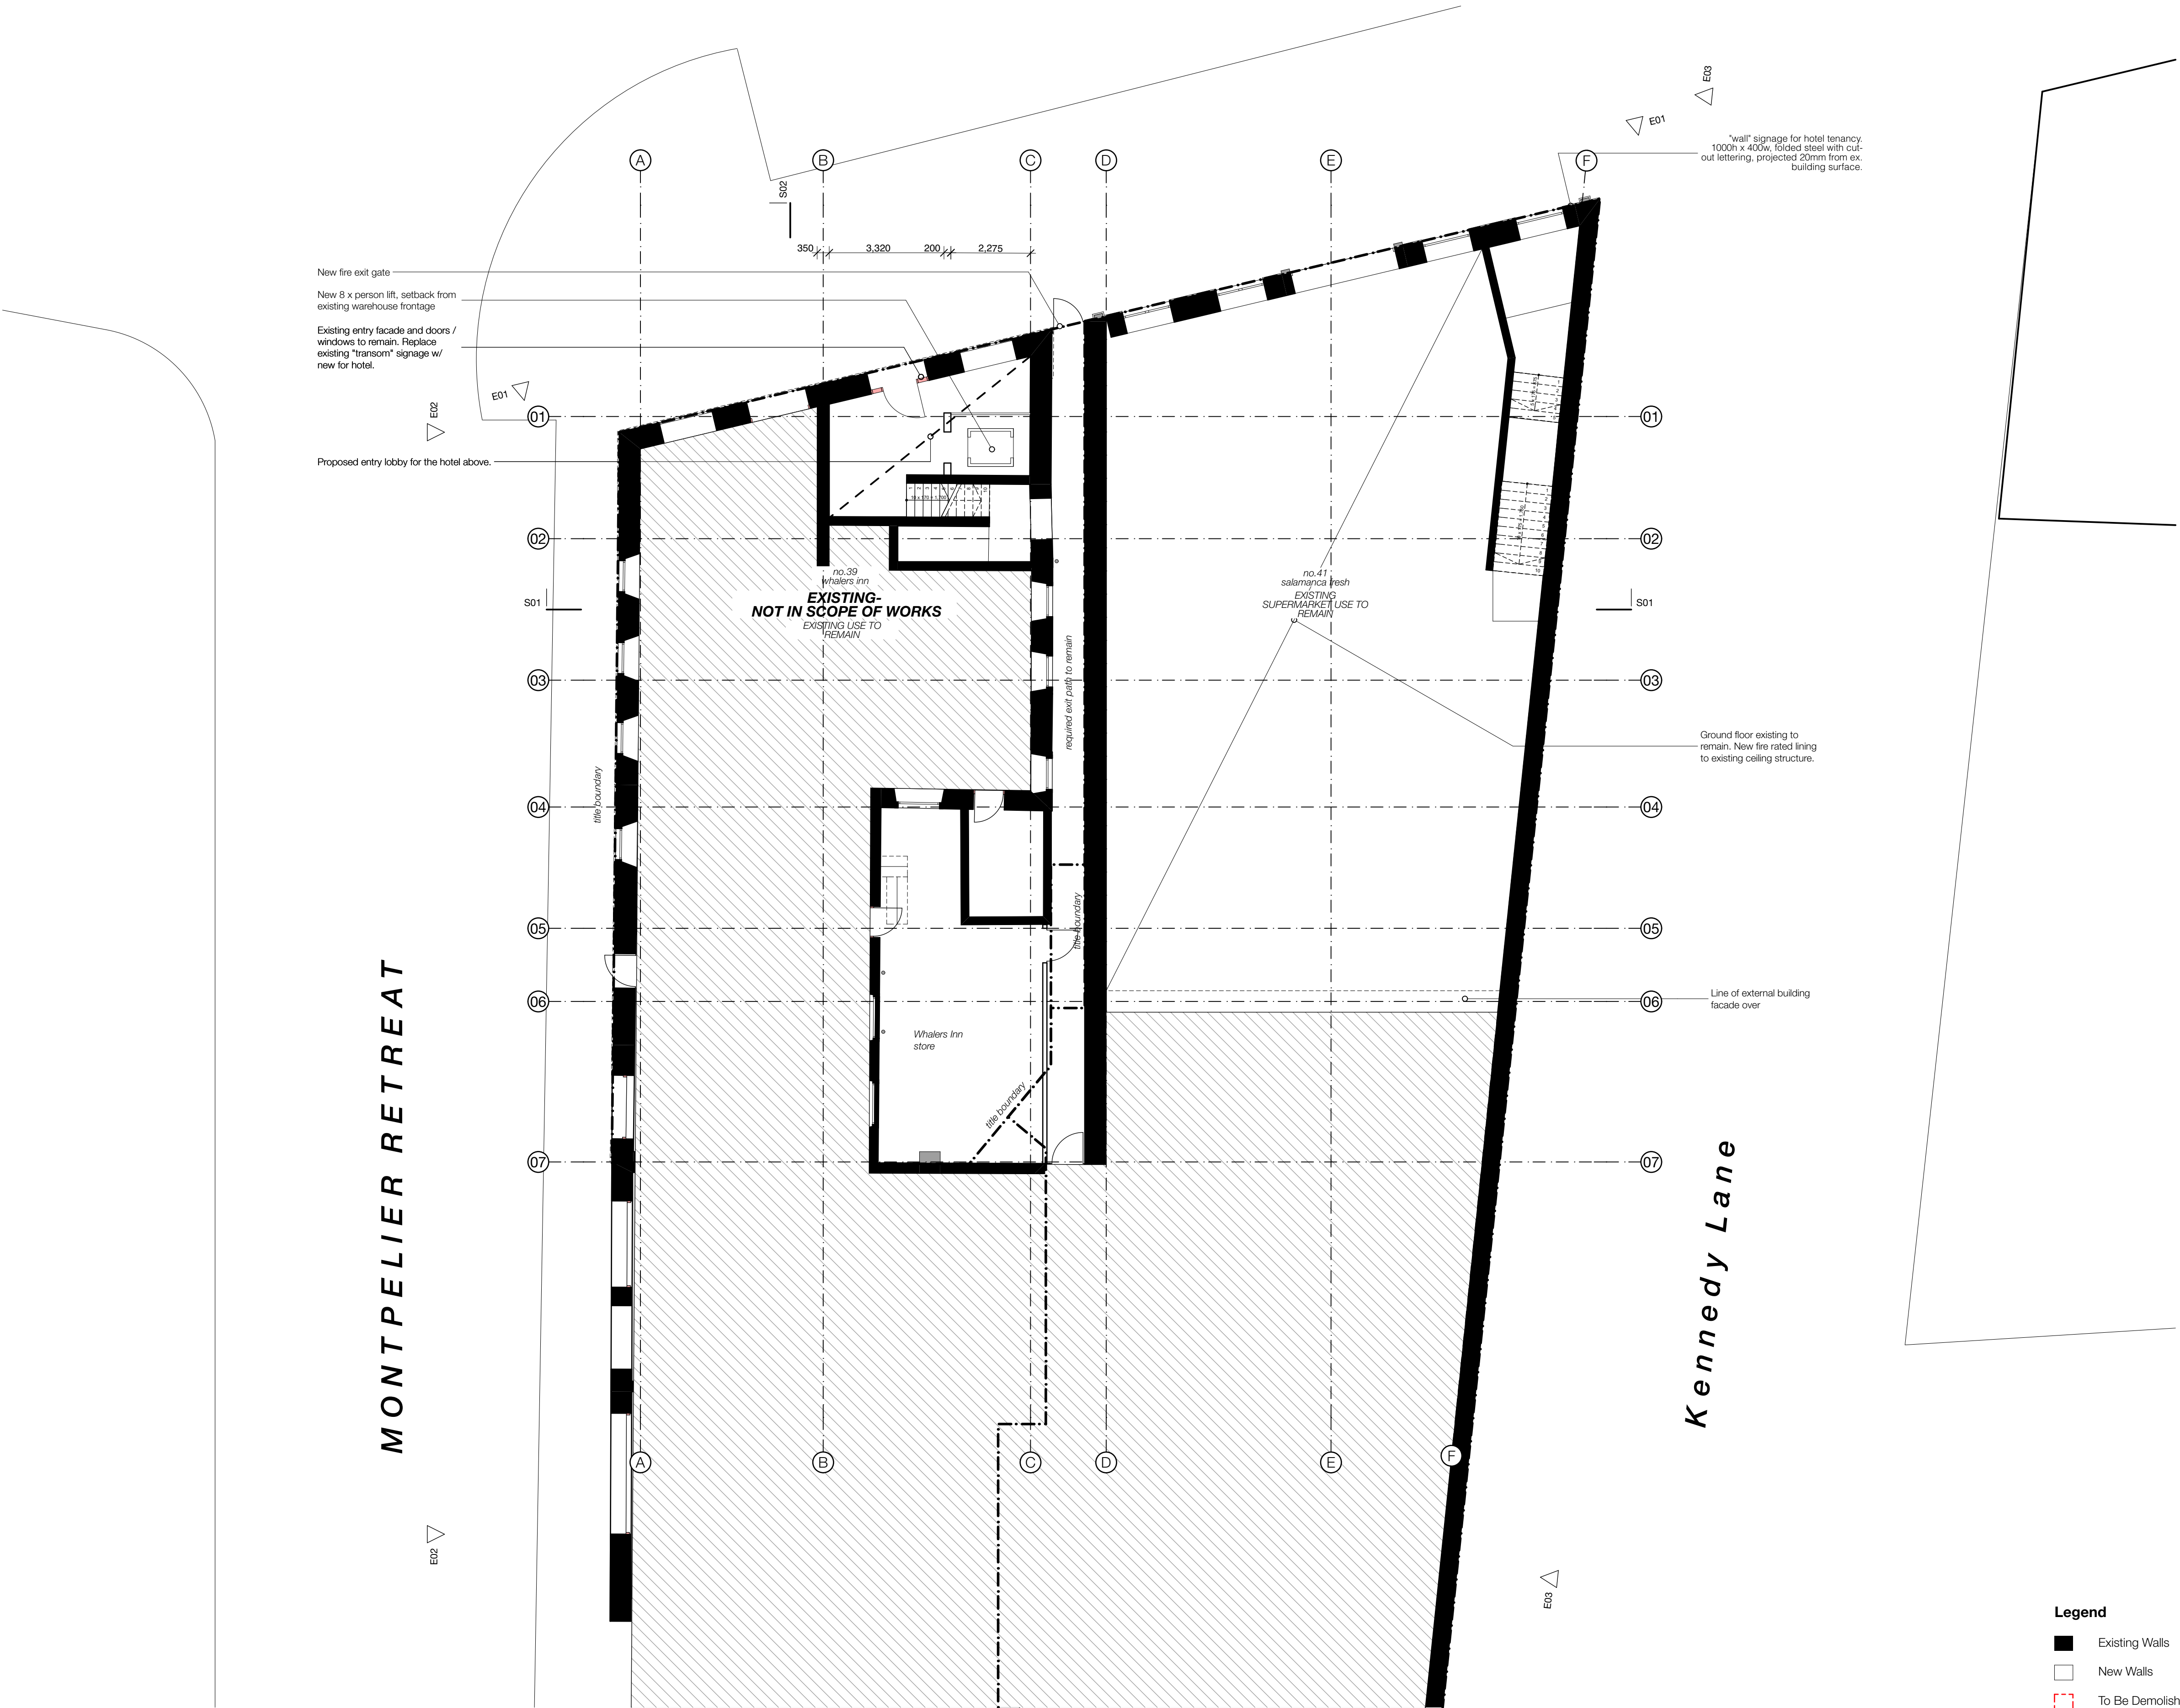 E03
E01
"wall" signage for hotel tenancy.
1000h x 400w, folded steel with cut-
out lettering, projected 20mm from ex.
building surface.
A
B
C
D
E
F
S02
350
3,320
200
2,275
New fire exit gate
New 8 x person lift, setback from
existing warehouse frontage
Existing entry facade and doors /
windows to remain. Replace
existing "transom" signage w/
new for hotel.
E01
E02
01
01
Proposed entry lobby for the hotel above.
02
02
no.39
whalers inn
EXISTING-
NOT IN SCOPE OF WORKS
EXISTING USE TO
REMAIN
no.41
salamanca fresh
EXISTING
SUPERMARKET USE TO
REMAIN
S01
S01
required exit path to remain
03
03
Ground floor existing to
remain. New fire rated lining
to existing ceiling structure.
title boundary
04
04
title boundary
05
05
06
06
Line of external building
facade over
Whalers Inn
store
title boundary
07
07
MONTPELIER RETREAT
Kennedy Lane
A
B
C
D
E
F
E02
E03
Legend
Existing Walls
New Walls
To Be Demolish